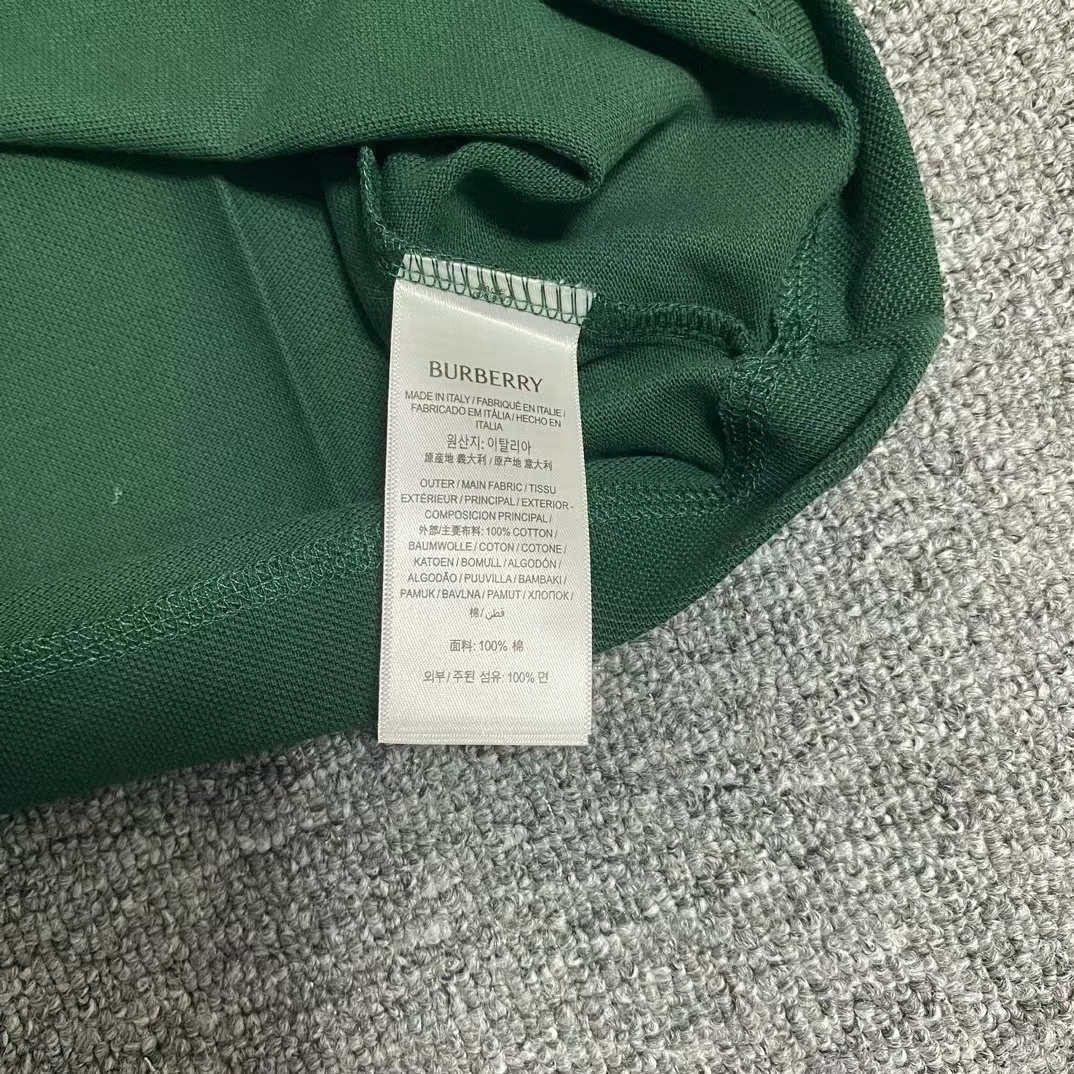 BURBERRY
MADE IN ITALY / FABRIQUÉ EN ITALIE /
FABRICADO EM ITÁLIA / HECHO EN
ITALIA
원산지: 이탈리아
原産地 義大利 / 原产地 意大利
OUTER / MAIN FABRIC / TISSU
EXTÉRIEUR / PRINCIPAL / EXTERIOR -
COMPOSICION PRINCIPAL /
外部/主要布料: 100% COTTON /
BAUMWOLLE / COTON / COTONE /
KATOEN / BOMULL / ALGODÓN /
ALGODÃO / PUUVILLA / BAMBAKI /
PAMUK / BAVLNA / PAMUT / ХЛОПОК /
棉 / قطن
面料: 100% 棉
외부 / 주된 섬유: 100% 면